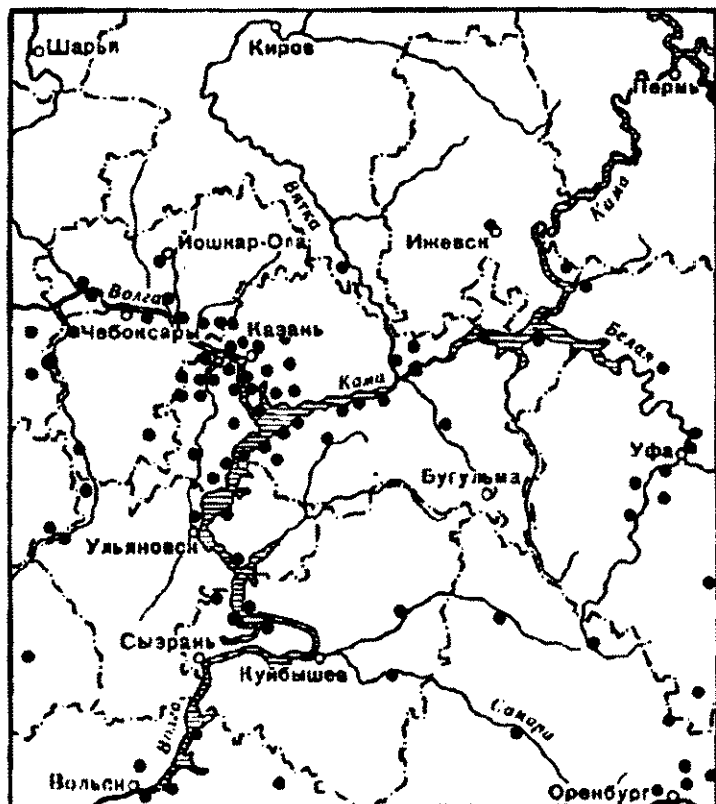 Шарья
Киров
Пермь
Кама
Вятка
Йошкар-Ола
Ижевск
Волга
Чебоксары
Казань
Белая
Кама
Уфа
Бугульма
Ульяновск
Сызрань
Куйбышев
Волга
Самара
Вольск
Оренбург